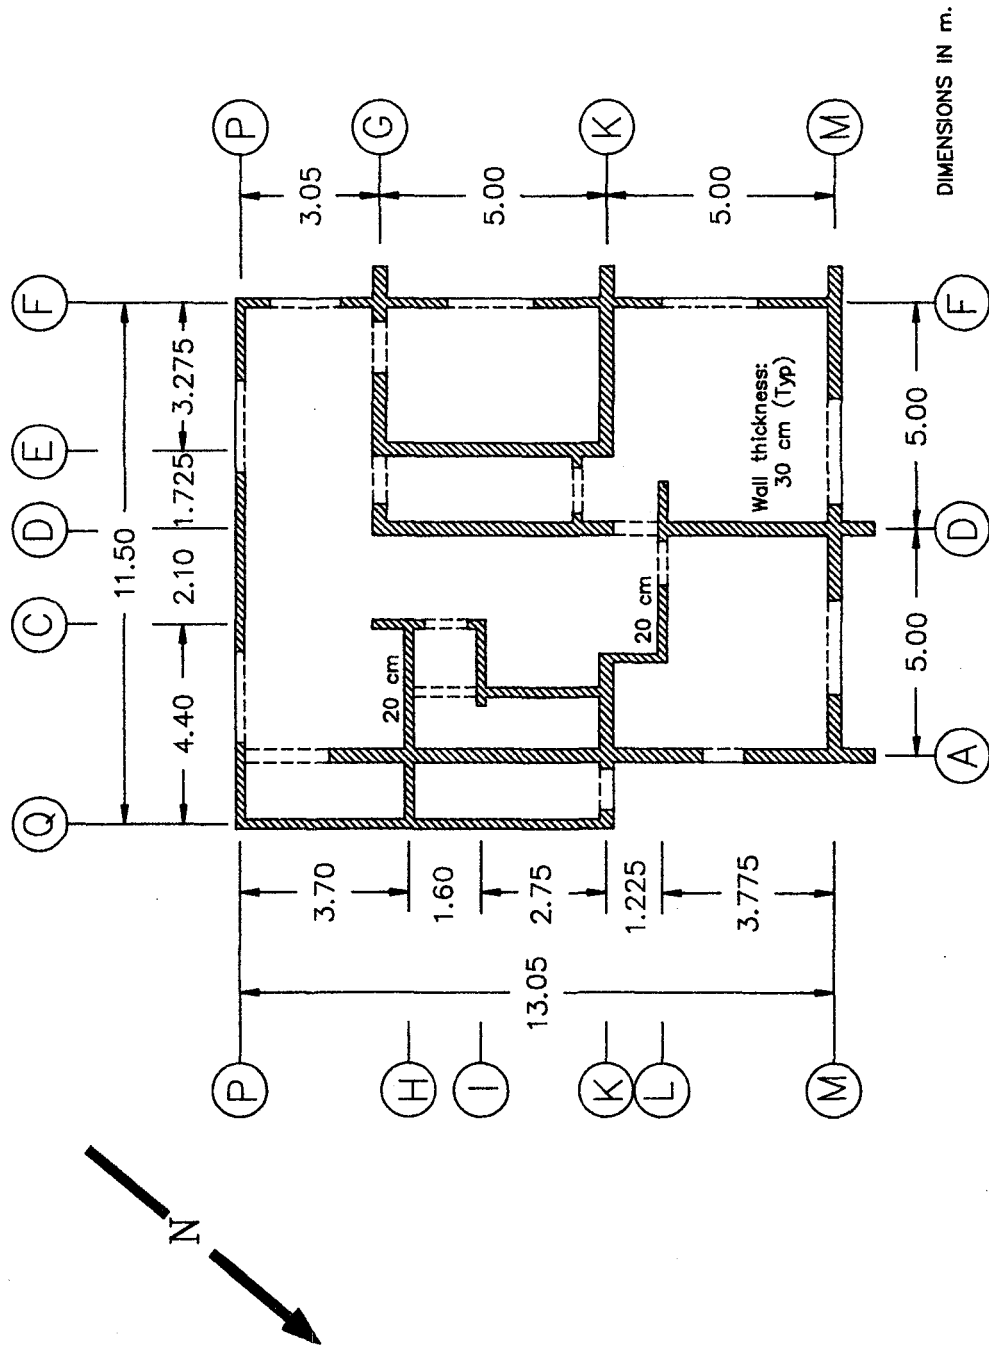 F
E
D
C
Q
11.50
3.275
1.725
2.10
4.40
P
G
K
M
3.05
5.00
5.00
20 cm
20 cm
Wall thickness:
30 cm (Typ)
P
H
I
K
L
M
3.70
1.60
2.75
1.225
3.775
13.05
5.00
5.00
F
D
A
N
DIMENSIONS IN m.